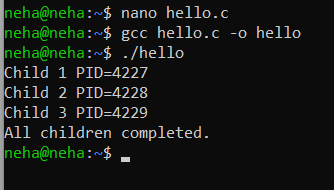 neha@neha:~$ nano hello.c
neha@neha:~$ gcc hello.c -o hello
neha@neha:~$ ./hello
Child 1 PID=4227
Child 2 PID=4228
Child 3 PID=4229
All children completed.
neha@neha:~$